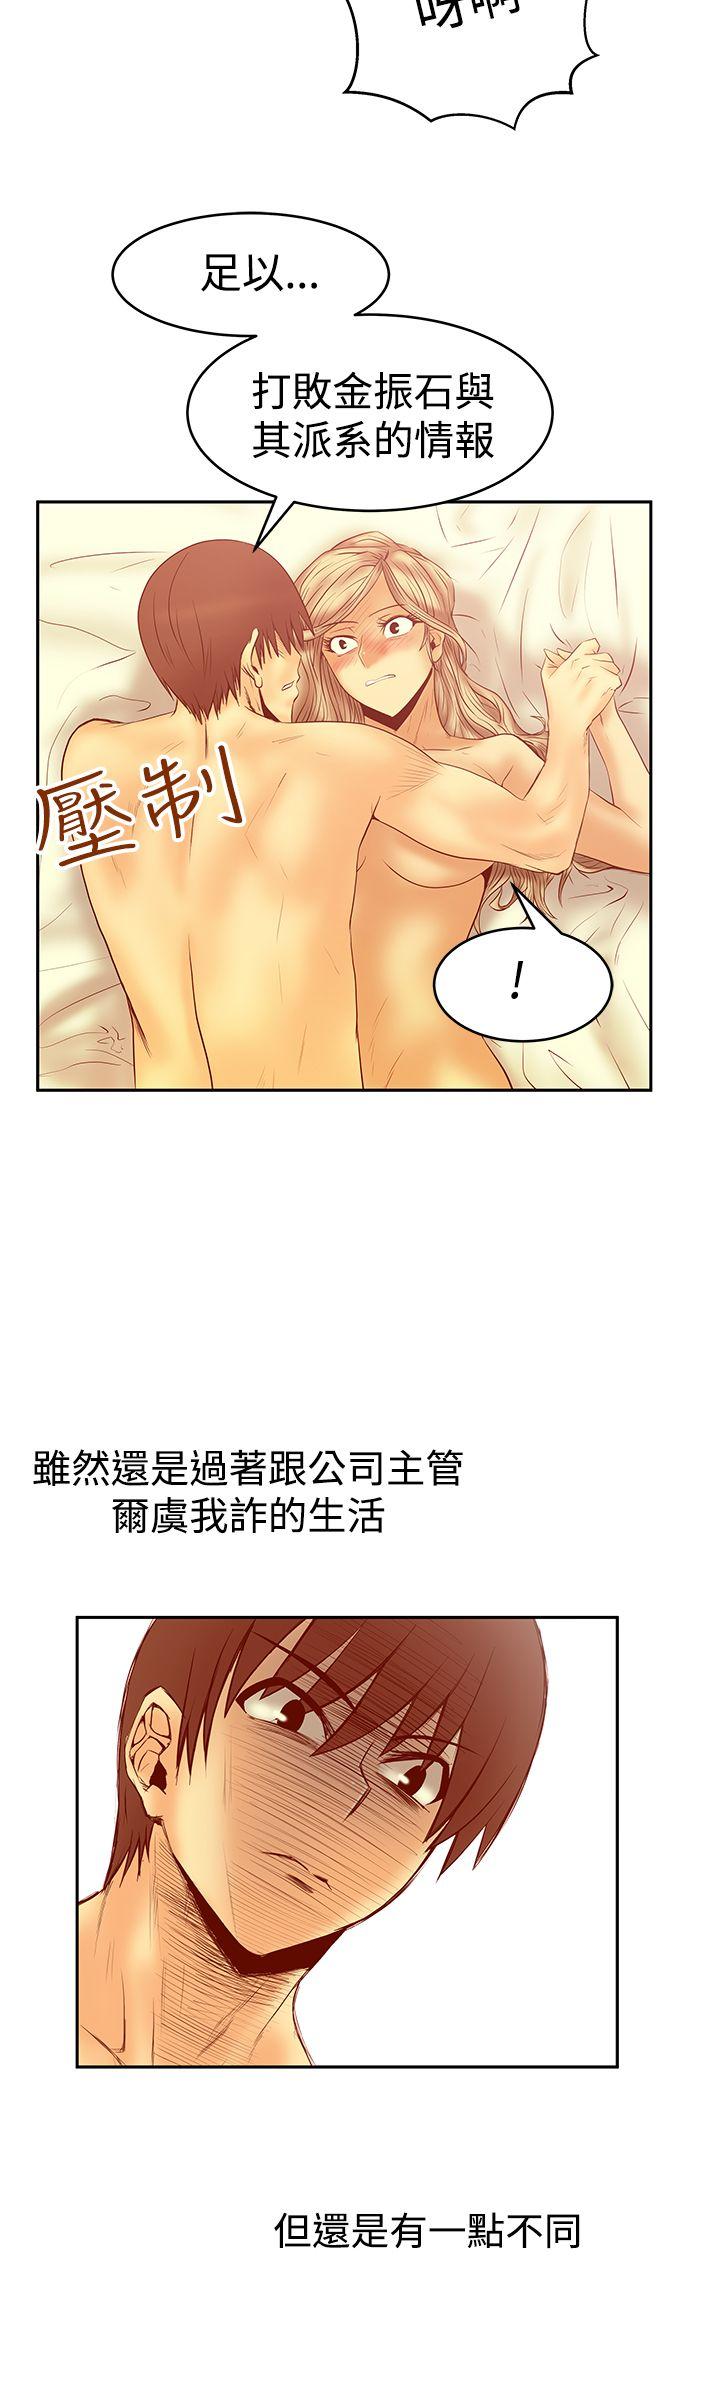 呀啊
足以...
打敗金振石與
其派系的情報
壓制
!
雖然還是過著跟公司主管
爾虞我詐的生活
但還是有一點不同